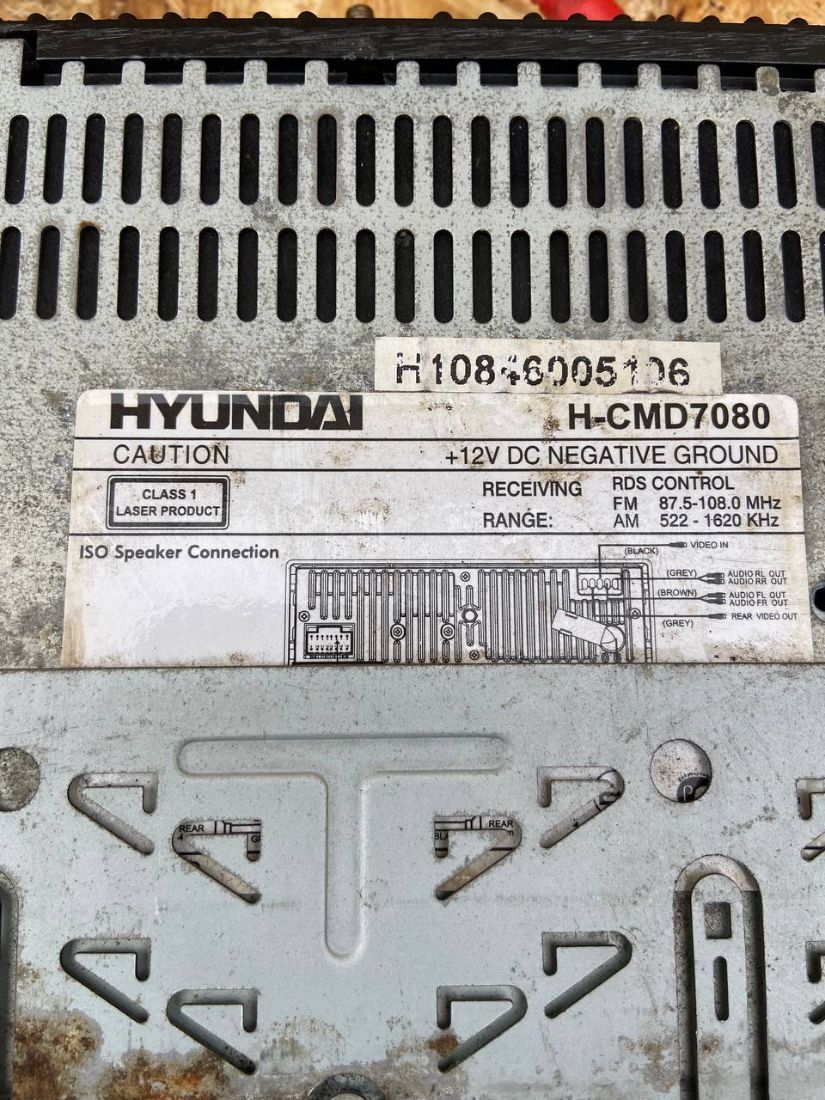 H10846005106
HYUNDAI H-CMD7080
CAUTION +12V DC NEGATIVE GROUND
CLASS 1
LASER PRODUCT
RECEIVING RDS CONTROL
FM 87.5-108.0 MHz
RANGE: AM 522 - 1620 KHz
ISO Speaker Connection
(BLACK) VIDEO IN
(GREY) AUDIO RL OUT
AUDIO RR OUT
(BROWN) AUDIO FL OUT
AUDIO FR OUT
(GREY) REAR VIDEO OUT
REAR
REAR